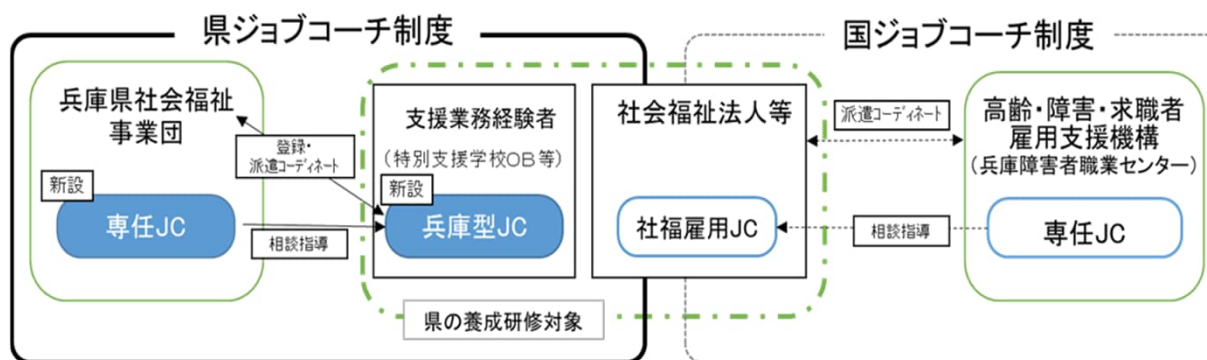 県ジョブコーチ制度
国ジョブコーチ制度
兵庫県社会福祉
事業団
新設
専任JC
登録・
派遣コーディネート
相談指導
支援業務経験者
(特別支援学校OB等)
新設
兵庫型JC
県の養成研修対象
社会福祉法人等
社福雇用JC
派遣コーディネート
相談指導
高齢・障害・求職者
雇用支援機構
(兵庫障害者職業センター)
専任JC